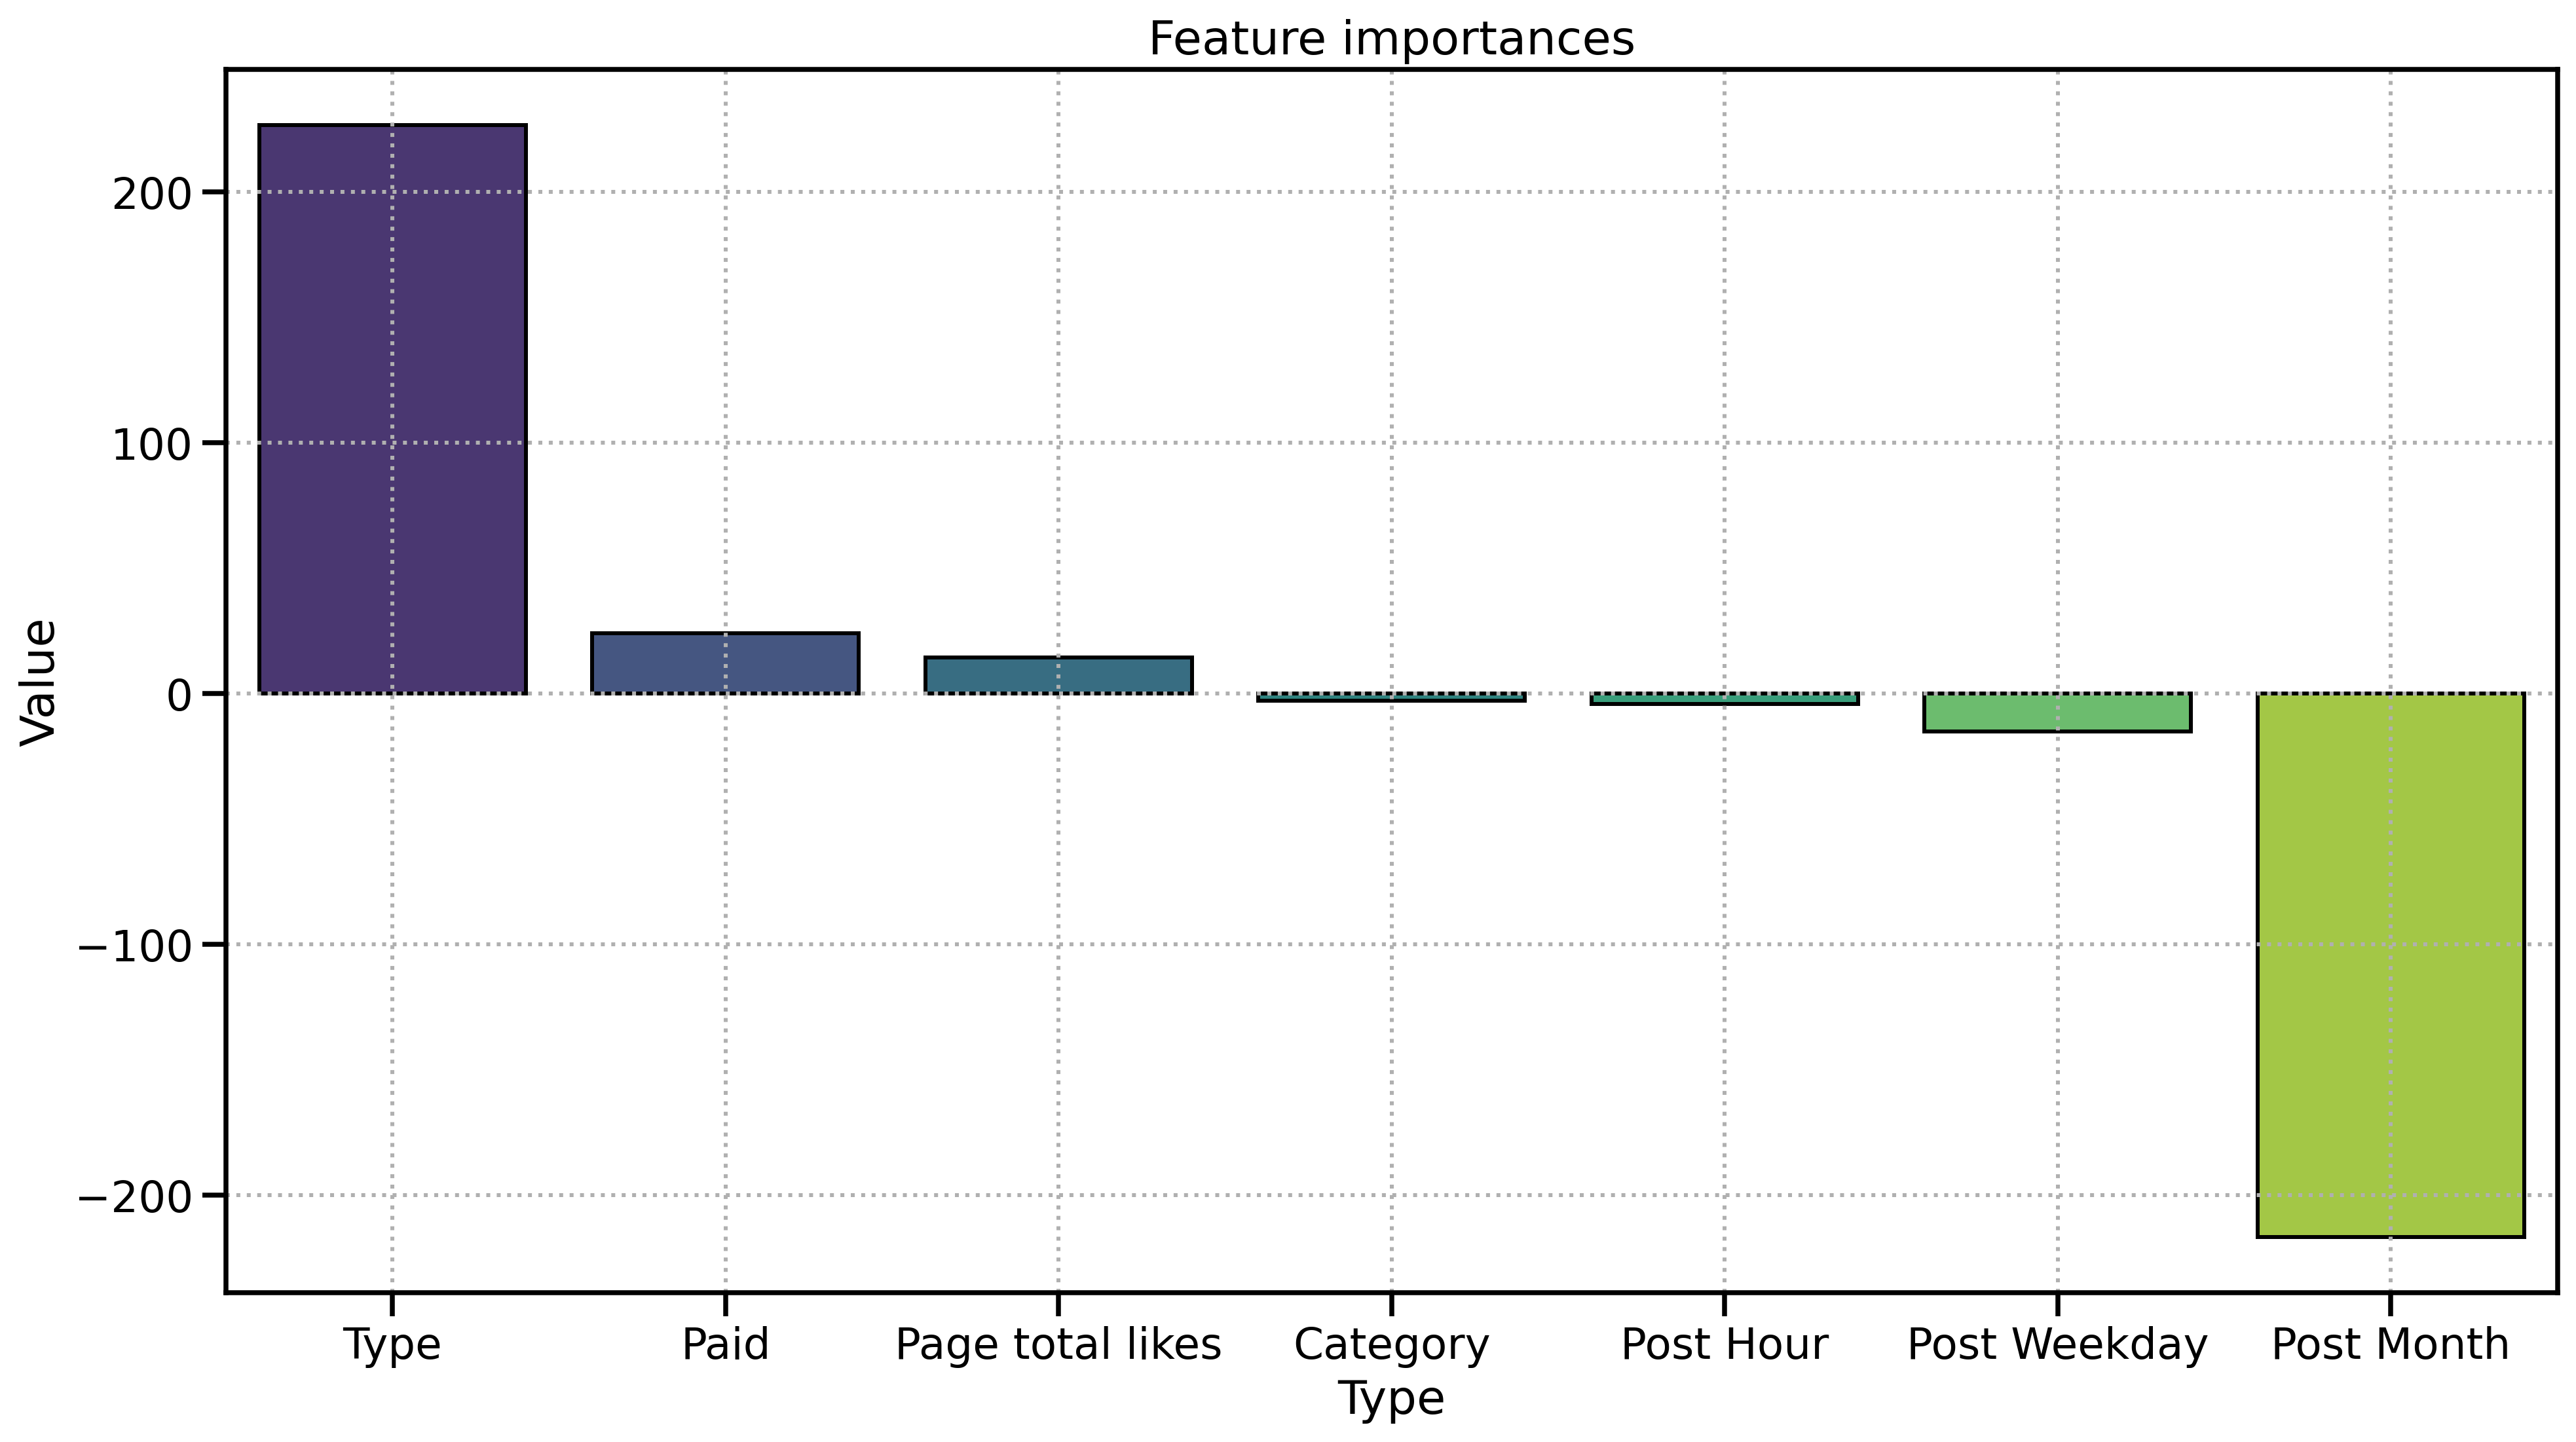 Feature importances
Value
200
100
0
−100
−200
Type Paid Page total likes Category Post Hour Post Weekday Post Month
Type